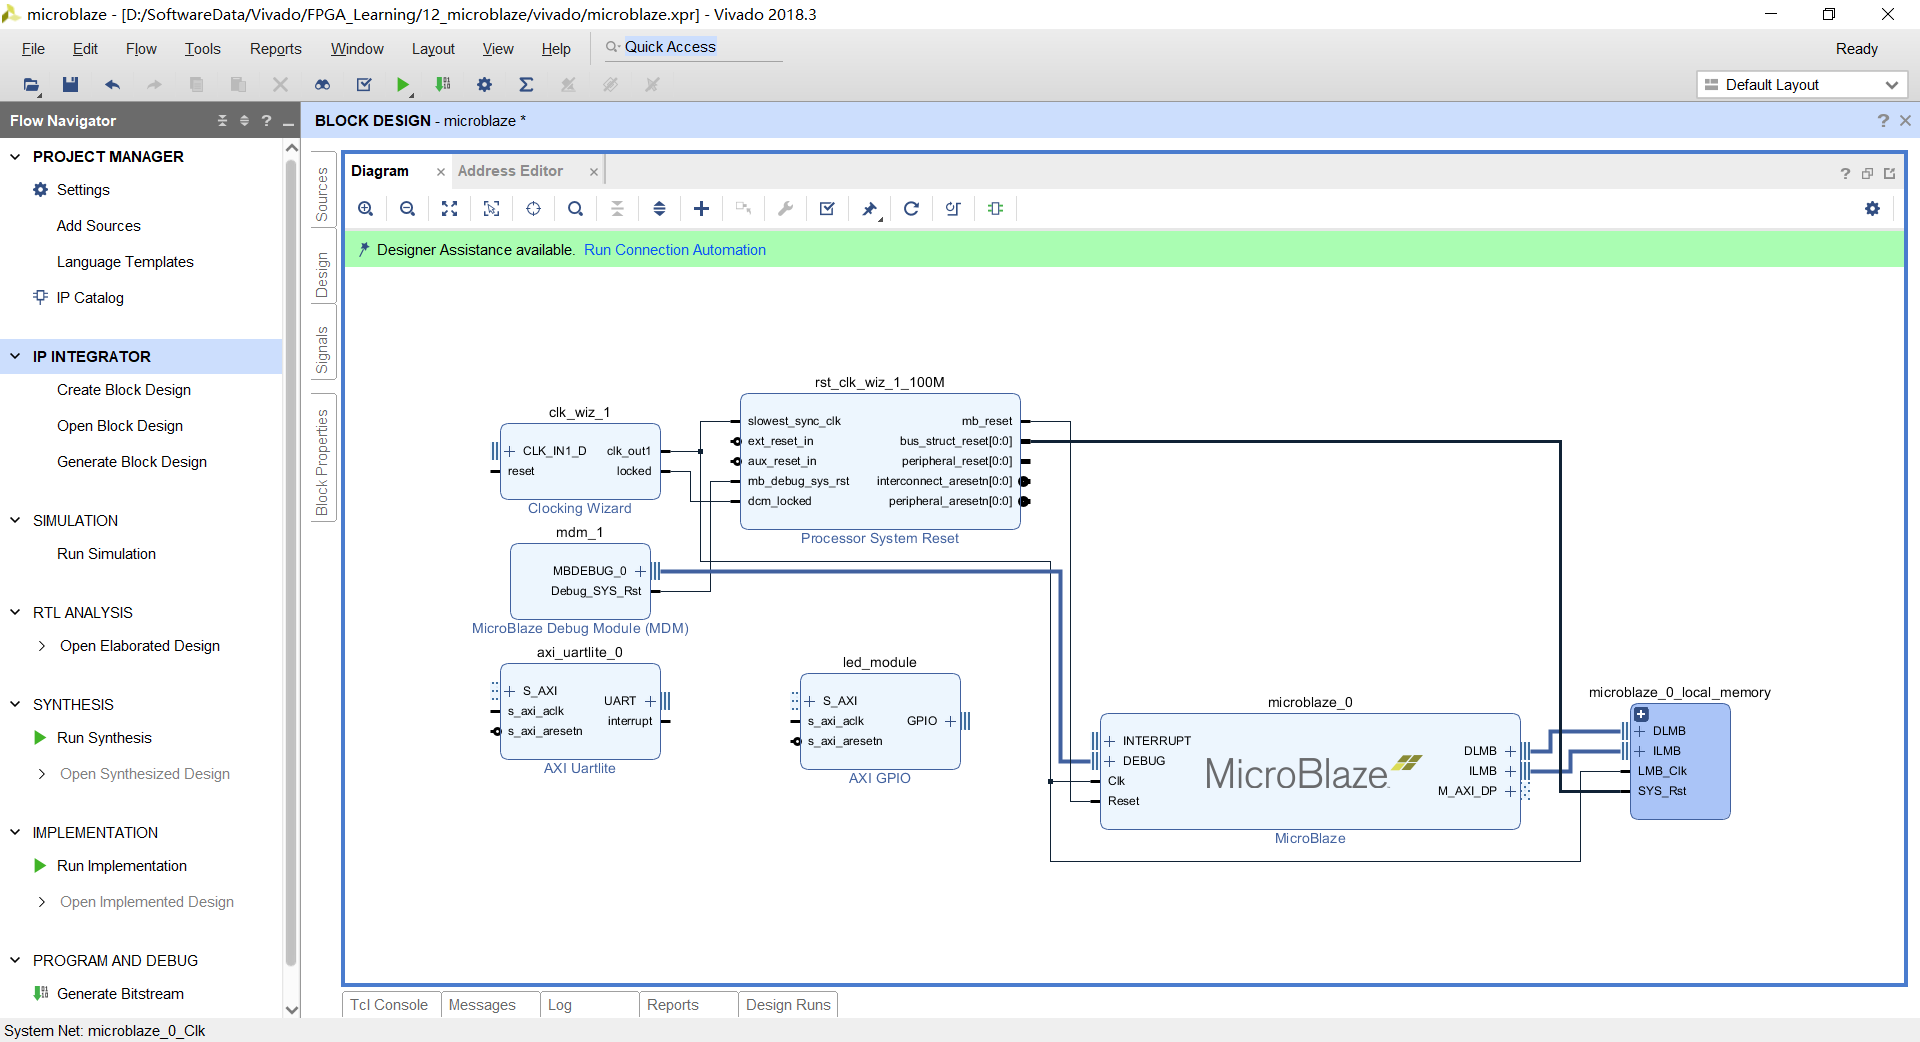 microblaze - [D:/SoftwareData/Vivado/FPGA_Learning/12_microblaze/vivado/microblaze.xpr] - Vivado 2018.3
File Edit Flow Tools Reports Window Layout View Help Quick Access Ready
Default Layout
Flow Navigator
PROJECT MANAGER
Settings
Add Sources
Language Templates
IP Catalog
IP INTEGRATOR
Create Block Design
Open Block Design
Generate Block Design
SIMULATION
Run Simulation
RTL ANALYSIS
Open Elaborated Design
SYNTHESIS
Run Synthesis
Open Synthesized Design
IMPLEMENTATION
Run Implementation
Open Implemented Design
PROGRAM AND DEBUG
Generate Bitstream
BLOCK DESIGN - microblaze *
Sources
Design
Signals
Block Properties
Diagram
Address Editor
Designer Assistance available. Run Connection Automation
clk_wiz_1
CLK_IN1_D
reset
clk_out1
locked
Clocking Wizard
rst_clk_wiz_1_100M
slowest_sync_clk
ext_reset_in
aux_reset_in
mb_debug_sys_rst
dcm_locked
mb_reset
bus_struct_reset[0:0]
peripheral_reset[0:0]
interconnect_aresetn[0:0]
peripheral_aresetn[0:0]
Processor System Reset
mdm_1
MBDEBUG_0
Debug_SYS_Rst
MicroBlaze Debug Module (MDM)
axi_uartlite_0
S_AXI
s_axi_aclk
s_axi_aresetn
UART
interrupt
AXI Uartlite
led_module
S_AXI
s_axi_aclk
s_axi_aresetn
GPIO
AXI GPIO
microblaze_0
INTERRUPT
DEBUG
Clk
Reset
MicroBlaze
DLMB
ILMB
M_AXI_DP
MicroBlaze
microblaze_0_local_memory
DLMB
ILMB
LMB_Clk
SYS_Rst
Tcl Console
Messages
Log
Reports
Design Runs
System Net: microblaze_0_Clk